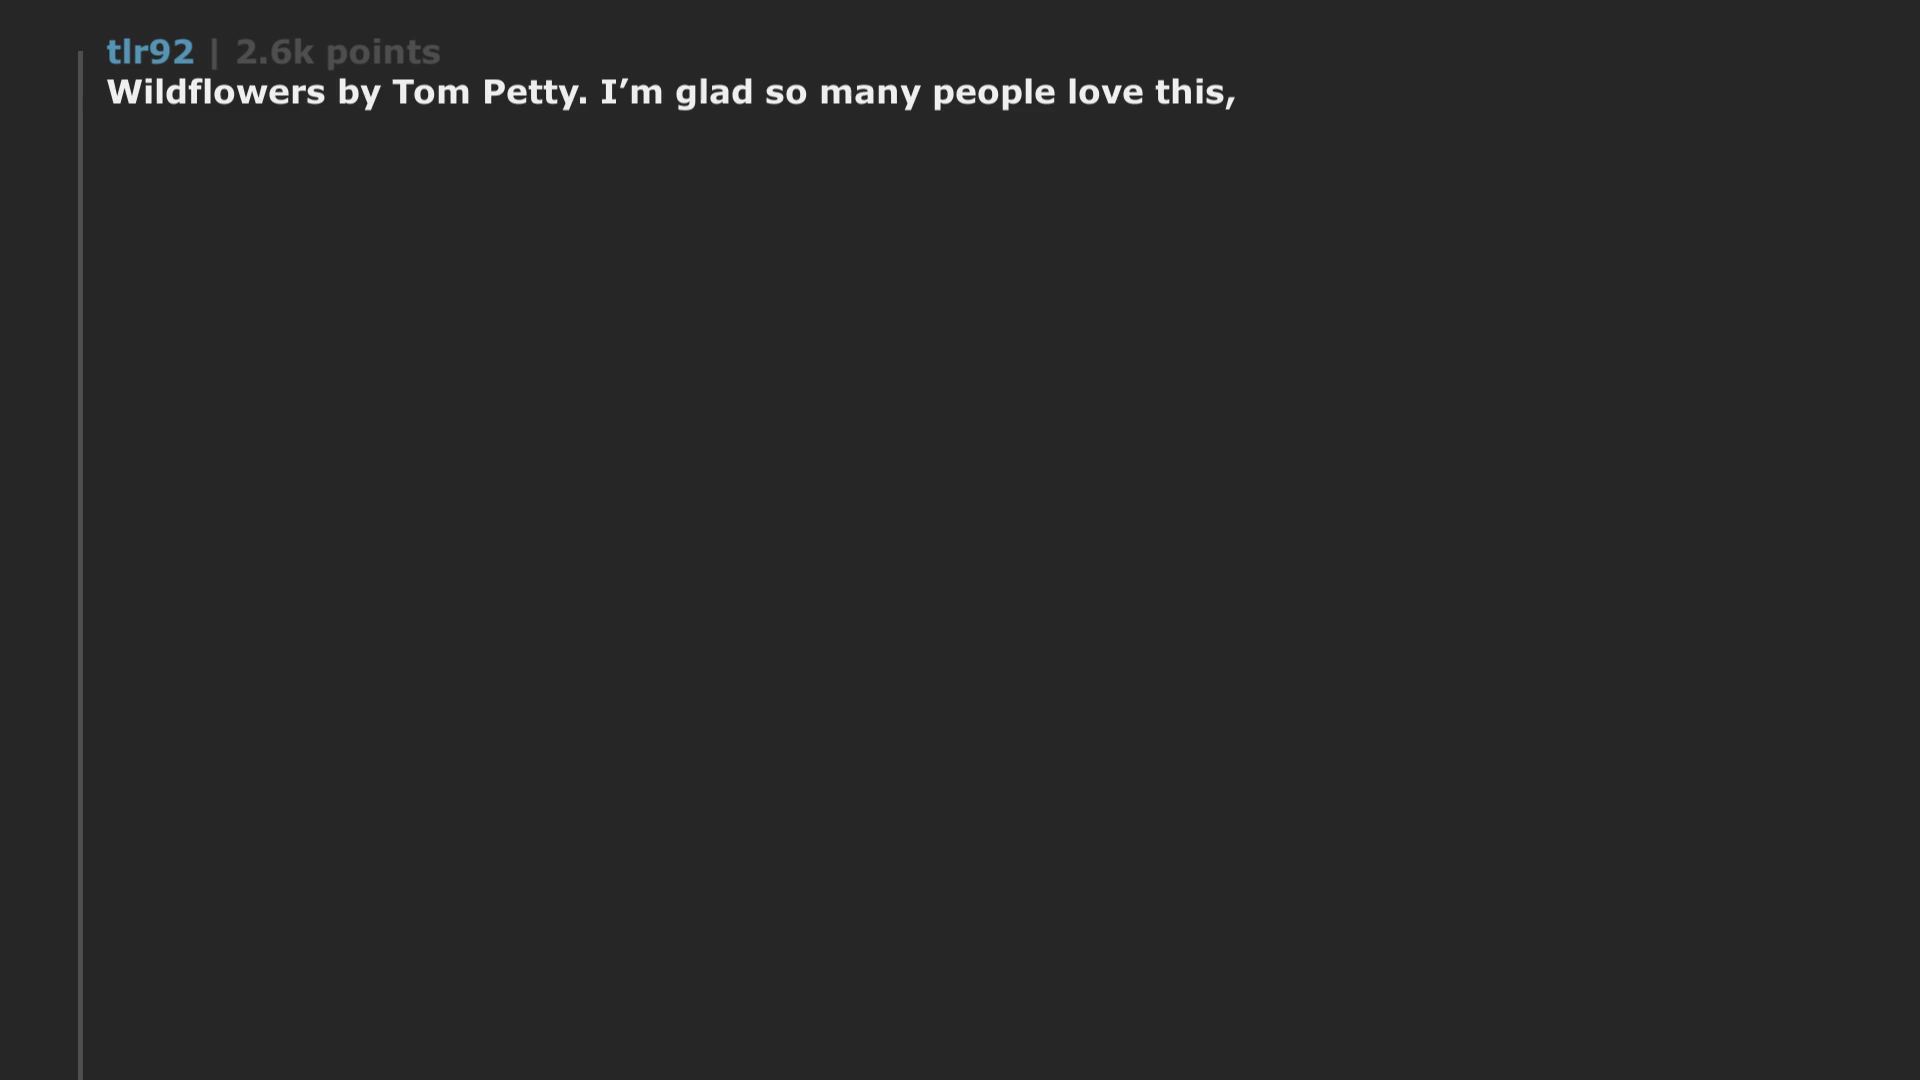 tlr92 | 2.6k points
Wildflowers by Tom Petty. I’m glad so many people love this,